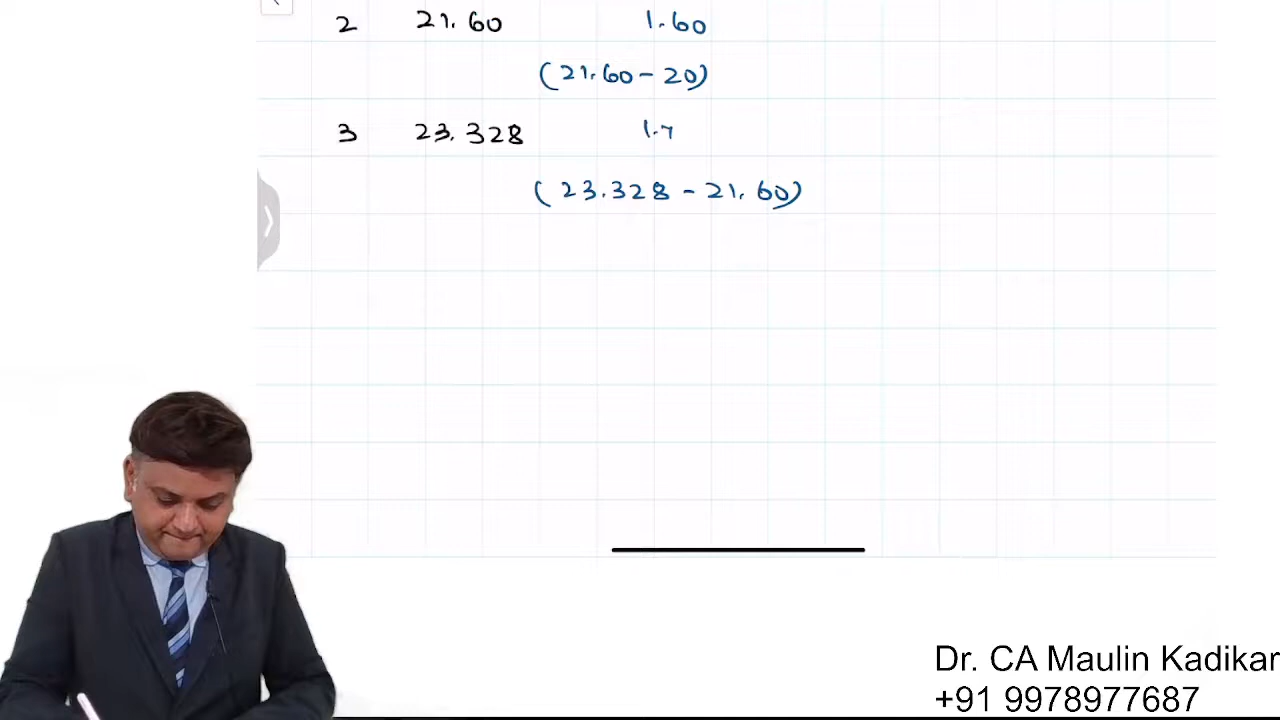 2 21.60 1.60
(21.60 - 20)
3 23.328 1.7
(23.328 - 21.60)
Dr. CA Maulin Kadikar
+91 9978977687